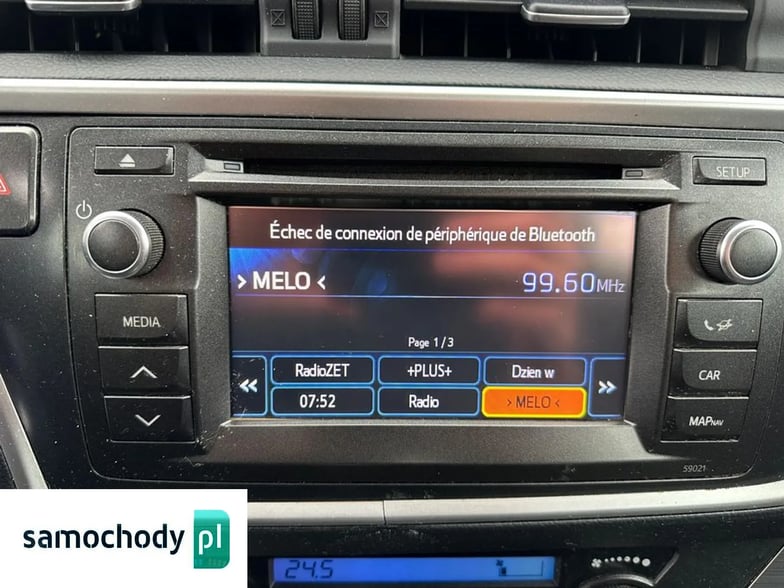 SETUP
Échec de connexion de périphérique de Bluetooth
> MELO < 99.60MHz
MEDIA
Page 1 / 3
CAR
« RadioZET +PLUS+ Dzien w »
07:52 Radio > MELO <
MAPNAV
59021
samochody pl
24.5